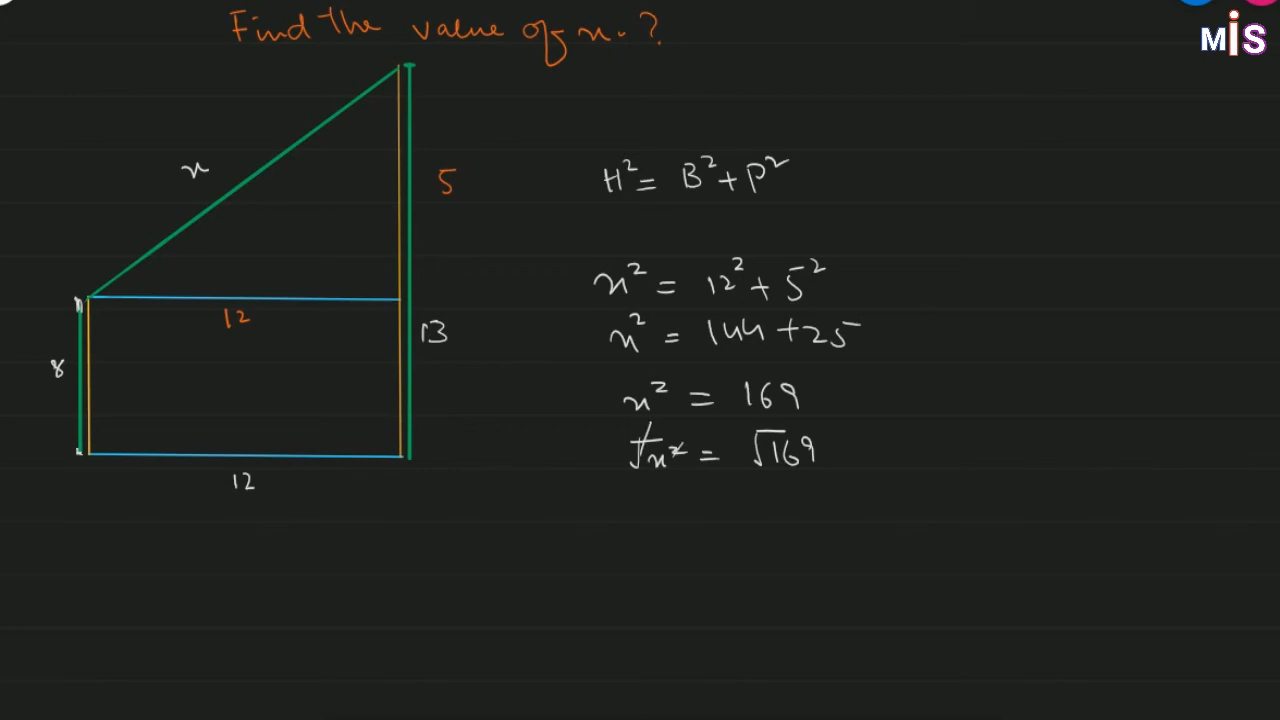 Find the value of x.?
MiS
x
5
12
13
8
12
H² = B² + P²
x² = 12² + 5²
x² = 144 + 25
x² = 169
√x² = √169